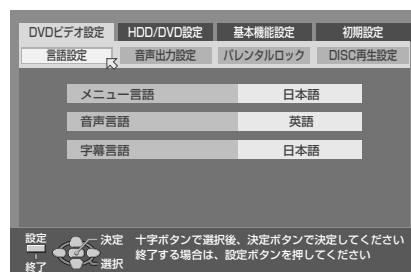 DVDビデオ設定 HDD/DVD設定 基本機能設定 初期設定
言語設定 音声出力設定 パレンタルロック DISC再生設定
メニュー言語 日本語
音声言語 英語
字幕言語 日本語
設定 決定 十字ボタンで選択後、決定ボタンで決定してください
終了 選択 終了する場合は、設定ボタンを押してください